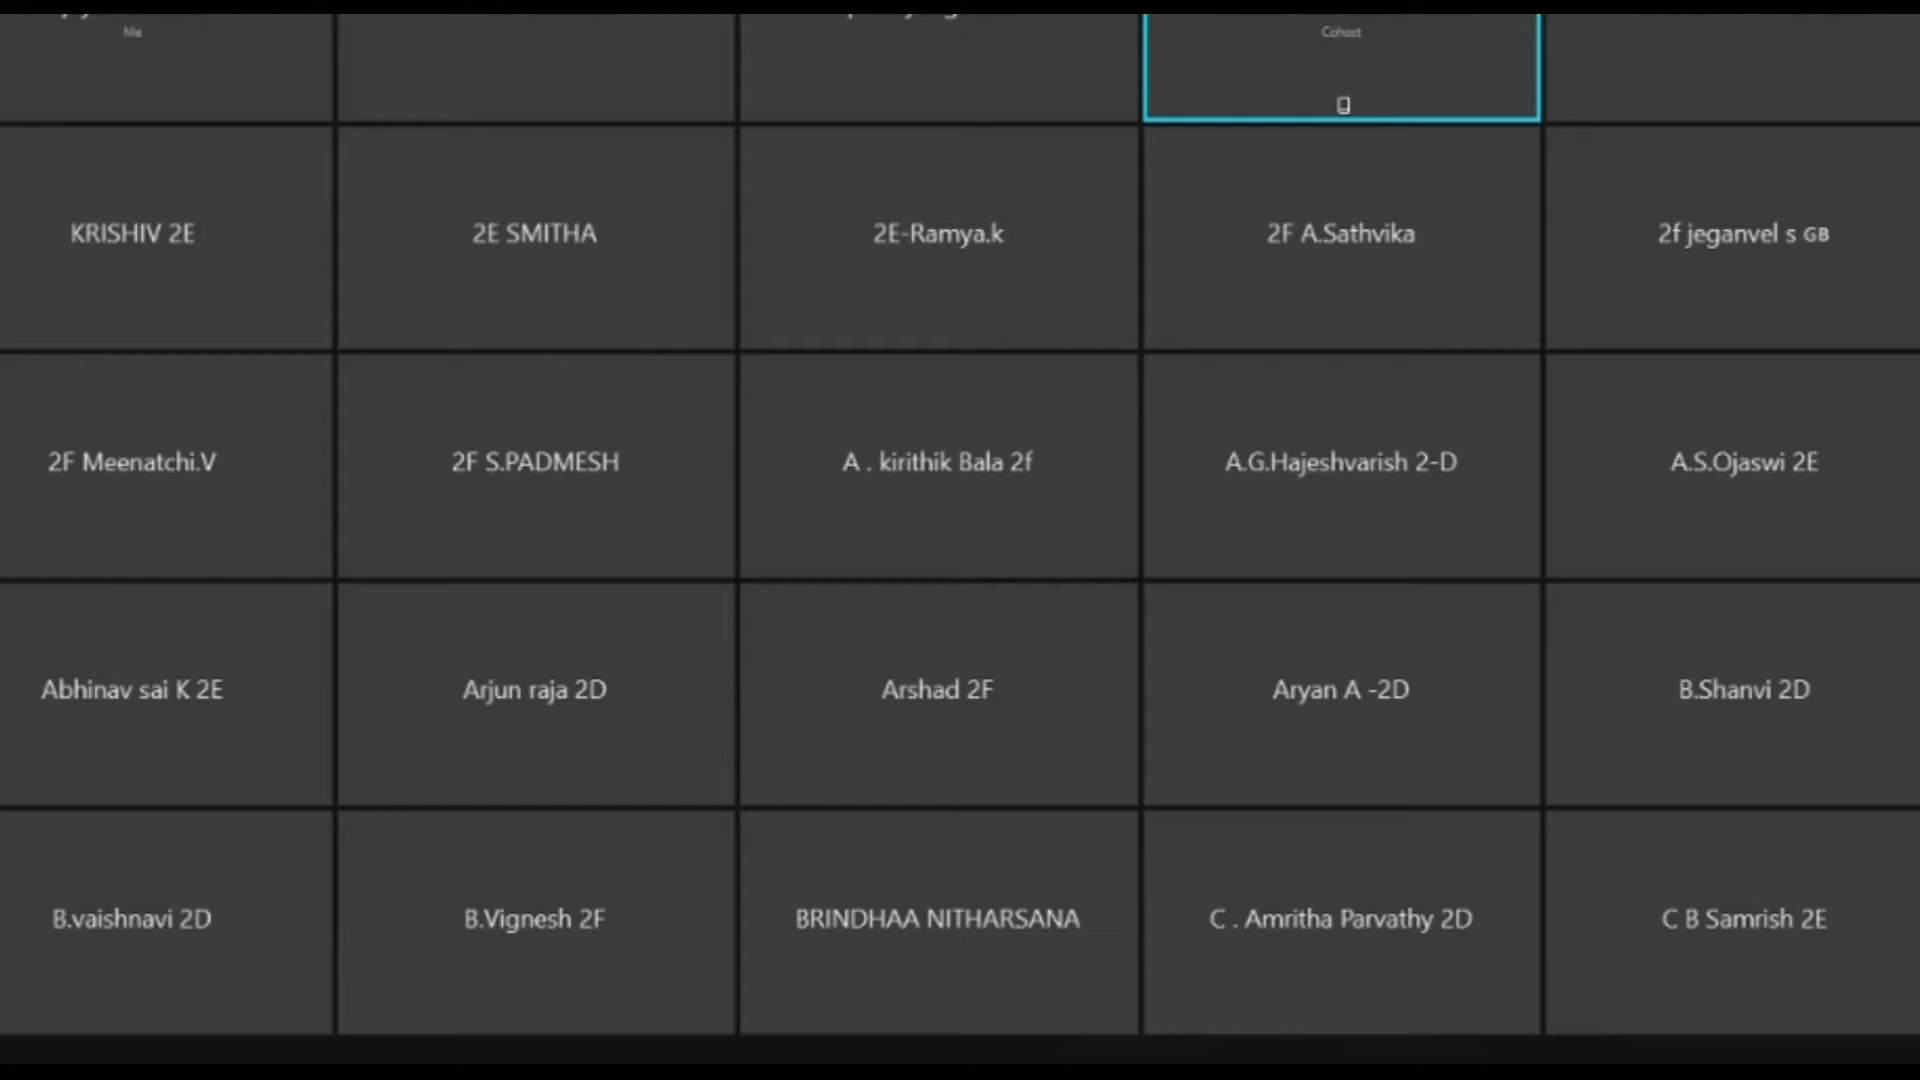 Me
Cohost
KRISHIV 2E
2E SMITHA
2E-Ramya.k
2F A.Sathvika
2f jeganvel s GB
2F Meenatchi.V
2F S.PADMESH
A . kirithik Bala 2f
A.G.Hajeshvarish 2-D
A.S.Ojaswi 2E
Abhinav sai K 2E
Arjun raja 2D
Arshad 2F
Aryan A -2D
B.Shanvi 2D
B.vaishnavi 2D
B.Vignesh 2F
BRINDHAA NITHARSANA
C . Amritha Parvathy 2D
C B Samrish 2E